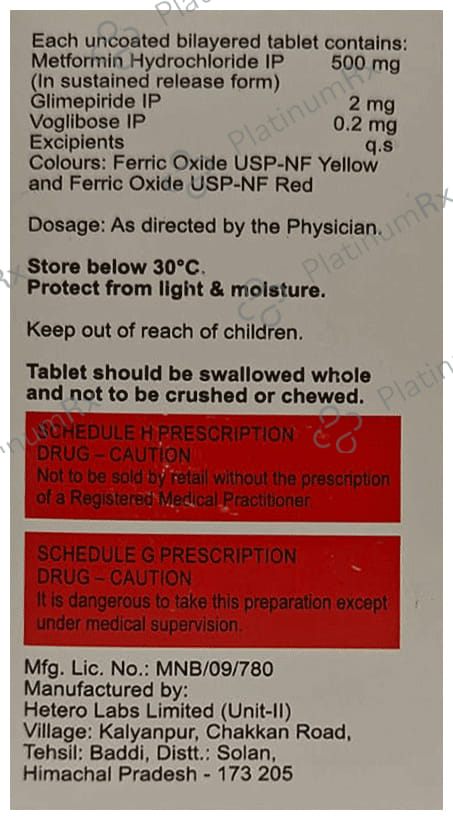 Each uncoated bilayered tablet contains:
Metformin Hydrochloride IP 500 mg
(In sustained release form)
Glimepiride IP 2 mg
Voglibose IP 0.2 mg
Excipients q.s
Colours: Ferric Oxide USP-NF Yellow
and Ferric Oxide USP-NF Red
Dosage: As directed by the Physician.
Store below 30°C.
Protect from light & moisture.
Keep out of reach of children.
Tablet should be swallowed whole
and not to be crushed or chewed.
SCHEDULE H PRESCRIPTION
DRUG – CAUTION
Not to be sold by retail without the prescription
of a Registered Medical Practitioner.
SCHEDULE G PRESCRIPTION
DRUG – CAUTION
It is dangerous to take this preparation except
under medical supervision.
Mfg. Lic. No.: MNB/09/780
Manufactured by:
Hetero Labs Limited (Unit-II)
Village: Kalyanpur, Chakkan Road,
Tehsil: Baddi, Distt.: Solan,
Himachal Pradesh - 173 205
PlatinumRx
PlatinumRx